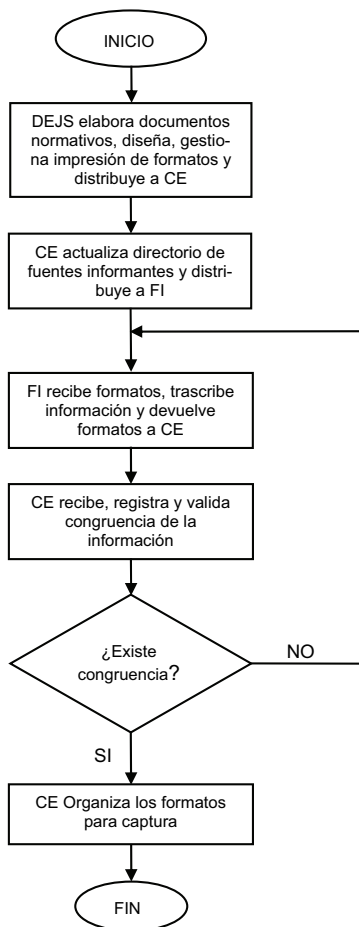 INICIO
DEJS elabora documentos
normativos, diseña, gestio-
na impresión de formatos y
distribuye a CE
CE actualiza directorio de
fuentes informantes y distri-
buye a FI
FI recibe formatos, trascribe
información y devuelve
formatos a CE
CE recibe, registra y valida
congruencia de la
información
¿Existe
congruencia?
NO
SI
CE Organiza los formatos
para captura
FIN